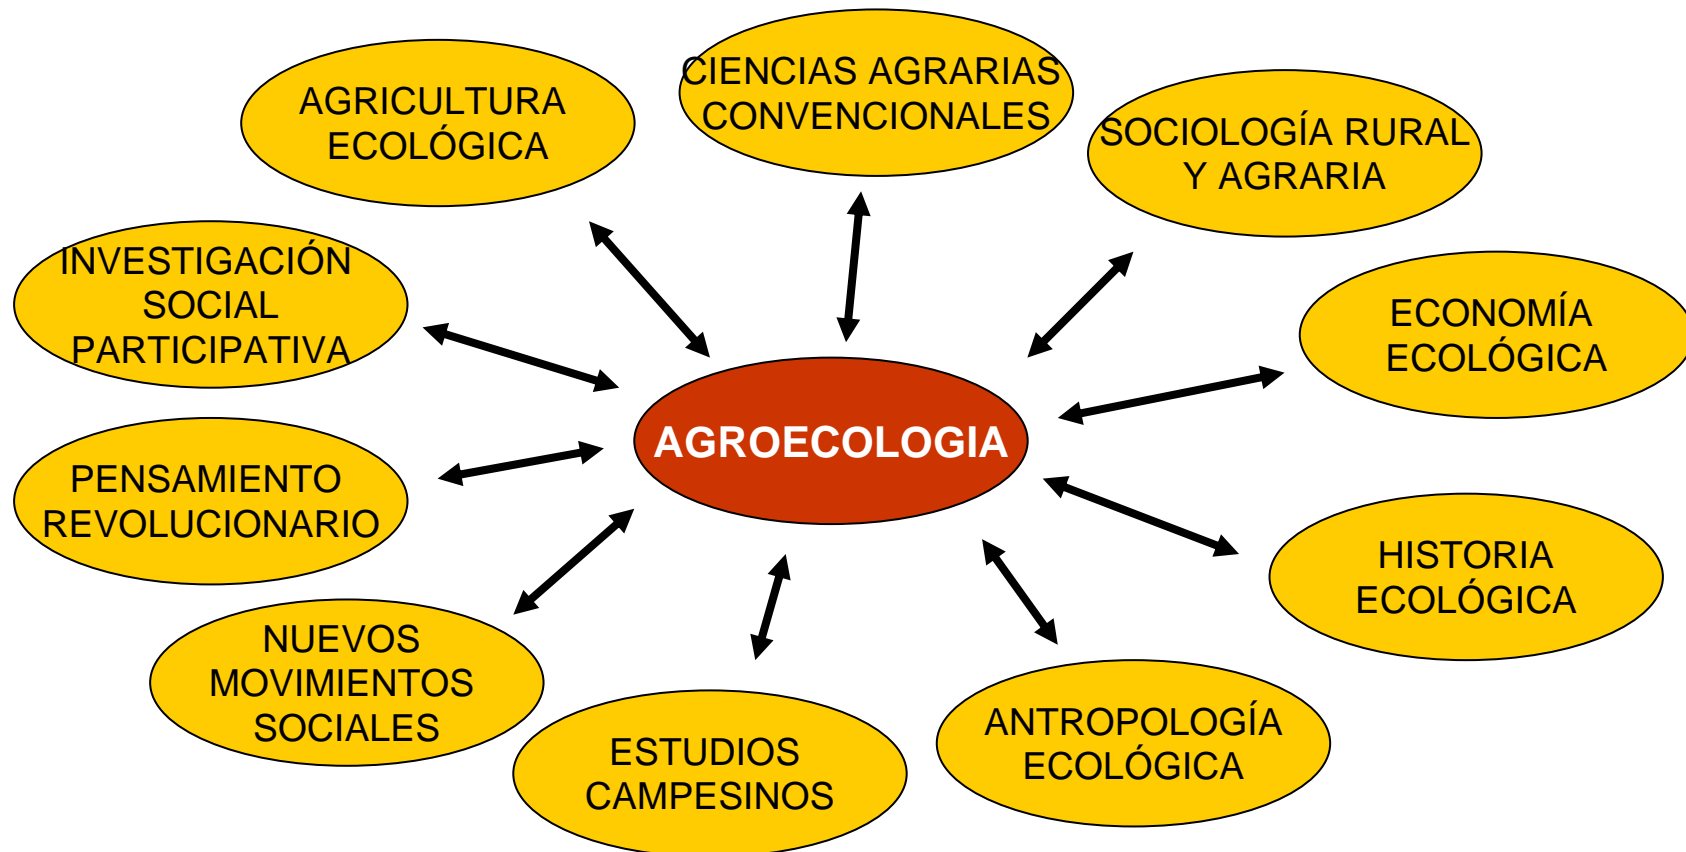 CIENCIAS AGRARIAS
CONVENCIONALES
AGRICULTURA
ECOLÓGICA
SOCIOLOGÍA RURAL
Y AGRARIA
INVESTIGACIÓN
SOCIAL
PARTICIPATIVA
ECONOMÍA
ECOLÓGICA
AGROECOLOGIA
PENSAMIENTO
REVOLUCIONARIO
HISTORIA
ECOLÓGICA
NUEVOS
MOVIMIENTOS
SOCIALES
ESTUDIOS
CAMPESINOS
ANTROPOLOGÍA
ECOLÓGICA